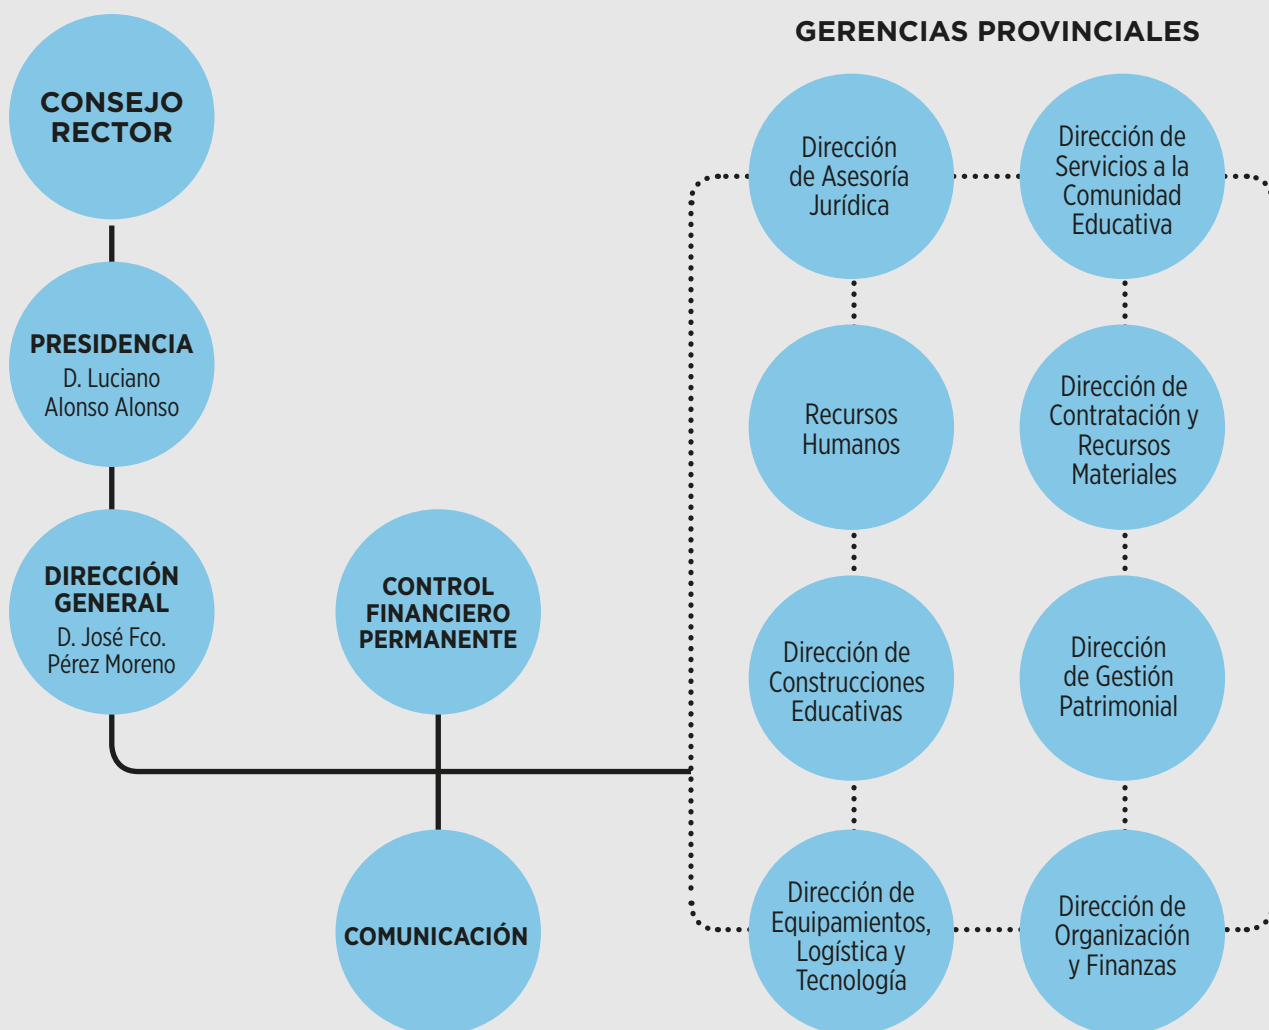 CONSEJO
RECTOR
PRESIDENCIA
D. Luciano
Alonso Alonso
DIRECCIÓN
GENERAL
D. José Fco.
Pérez Moreno
CONTROL
FINANCIERO
PERMANENTE
COMUNICACIÓN
GERENCIAS PROVINCIALES
Dirección
de Asesoría
Jurídica
Dirección de
Servicios a la
Comunidad
Educativa
Recursos
Humanos
Dirección de
Contratación y
Recursos
Materiales
Dirección de
Construcciones
Educativas
Dirección
de Gestión
Patrimonial
Dirección de
Equipamientos,
Logística y
Tecnología
Dirección de
Organización
y Finanzas